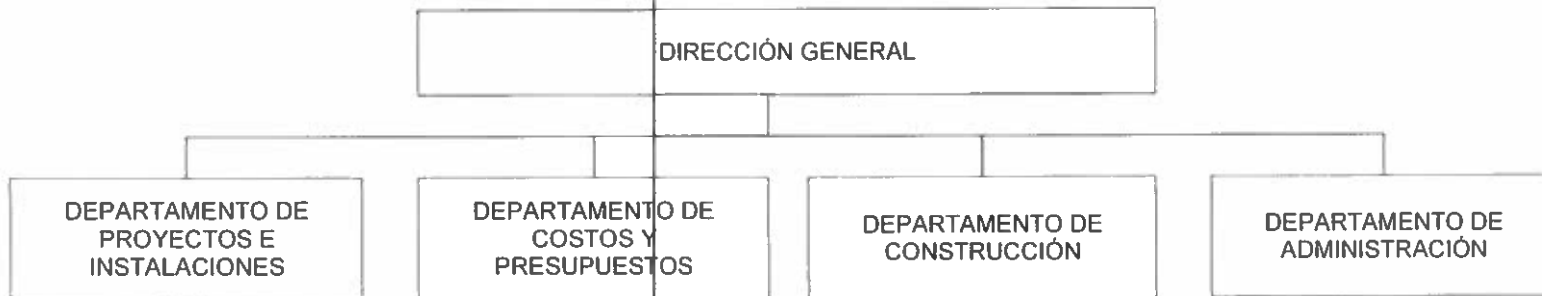 DIRECCIÓN GENERAL
DEPARTAMENTO DE
PROYECTOS E
INSTALACIONES
DEPARTAMENTO DE
COSTOS Y
PRESUPUESTOS
DEPARTAMENTO DE
CONSTRUCCIÓN
DEPARTAMENTO DE
ADMINISTRACIÓN